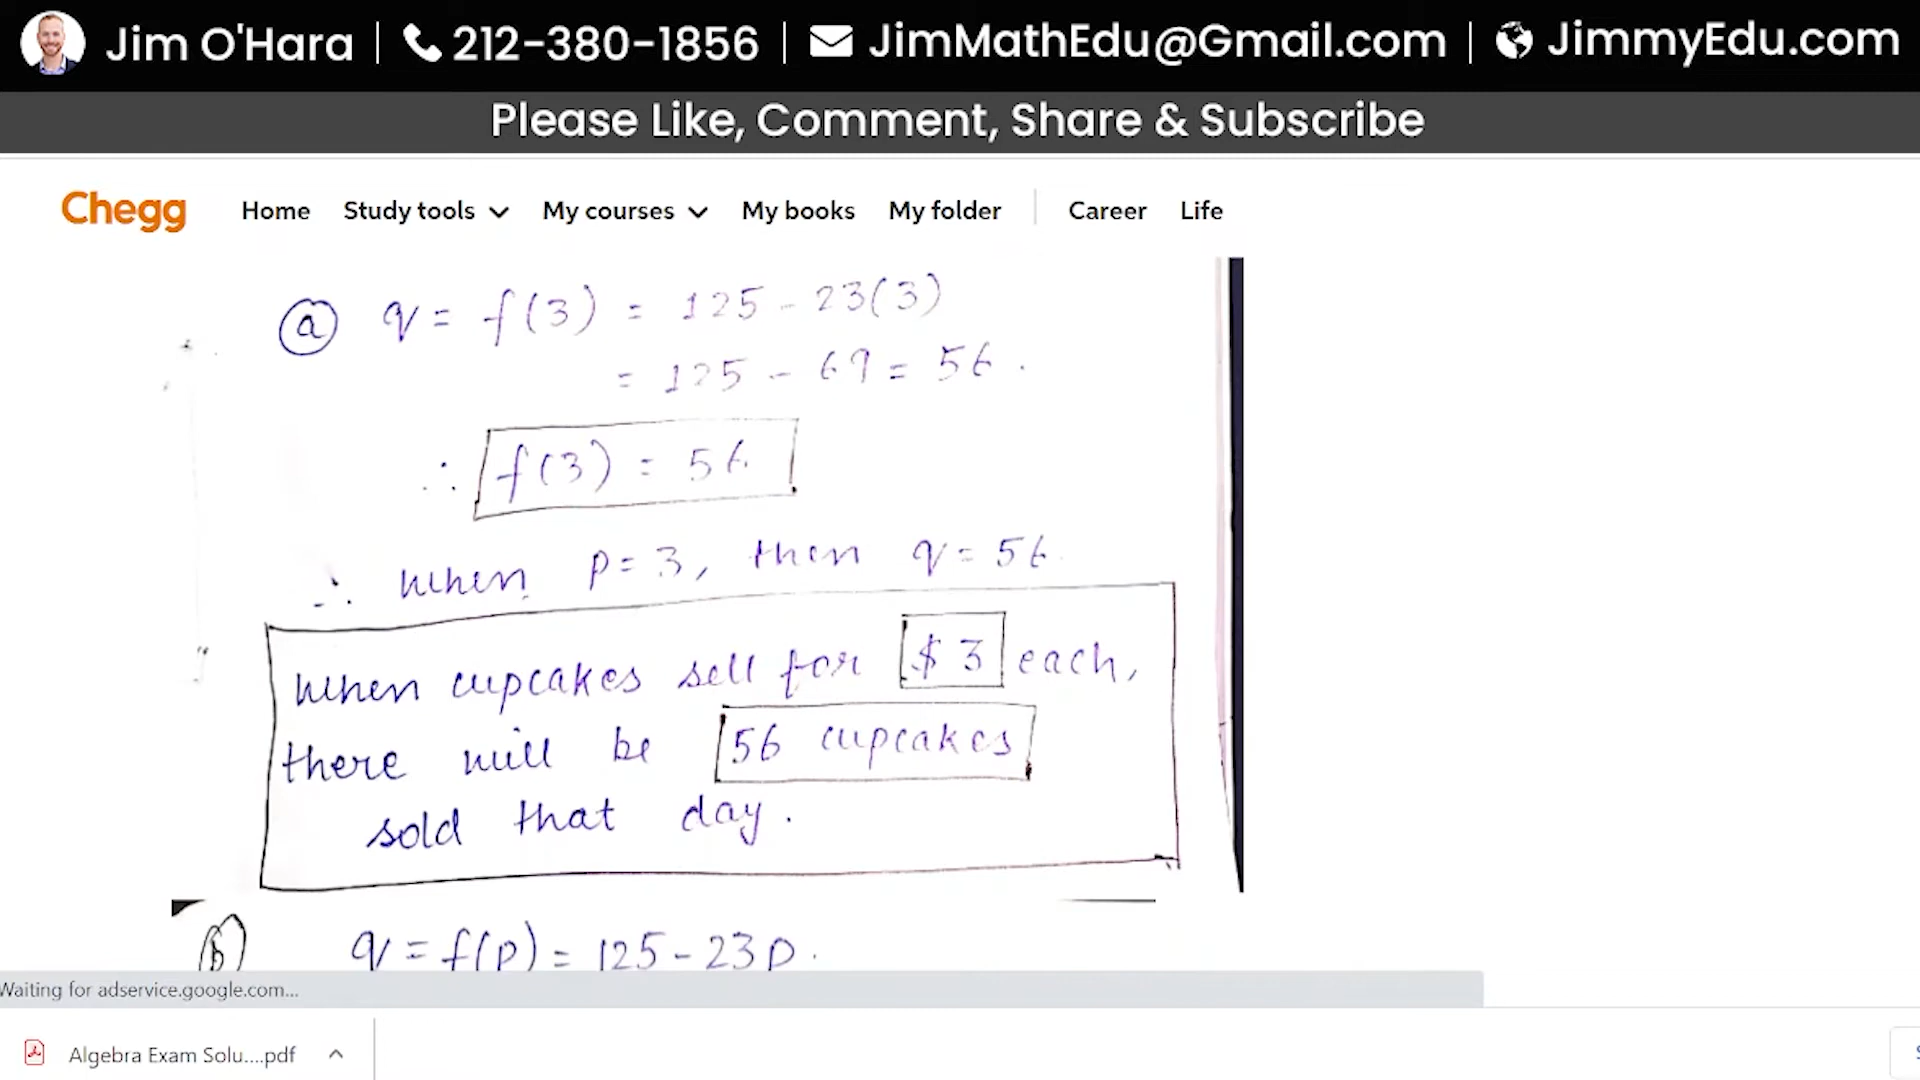 Jim O'Hara | 212-380-1856 | JimMathEdu@Gmail.com | JimmyEdu.com
Please Like, Comment, Share & Subscribe
Chegg Home Study tools My courses My books My folder Career Life
(a) q = f(3) = 125 - 23(3)
= 125 - 69 = 56.
∴ f(3) = 56
∴ when p = 3, then q = 56.
When cupcakes sell for $3 each,
there will be 56 cupcakes
sold that day.
(b) q = f(p) = 125 - 23p.
Waiting for adservice.google.com...
Algebra Exam Solu....pdf